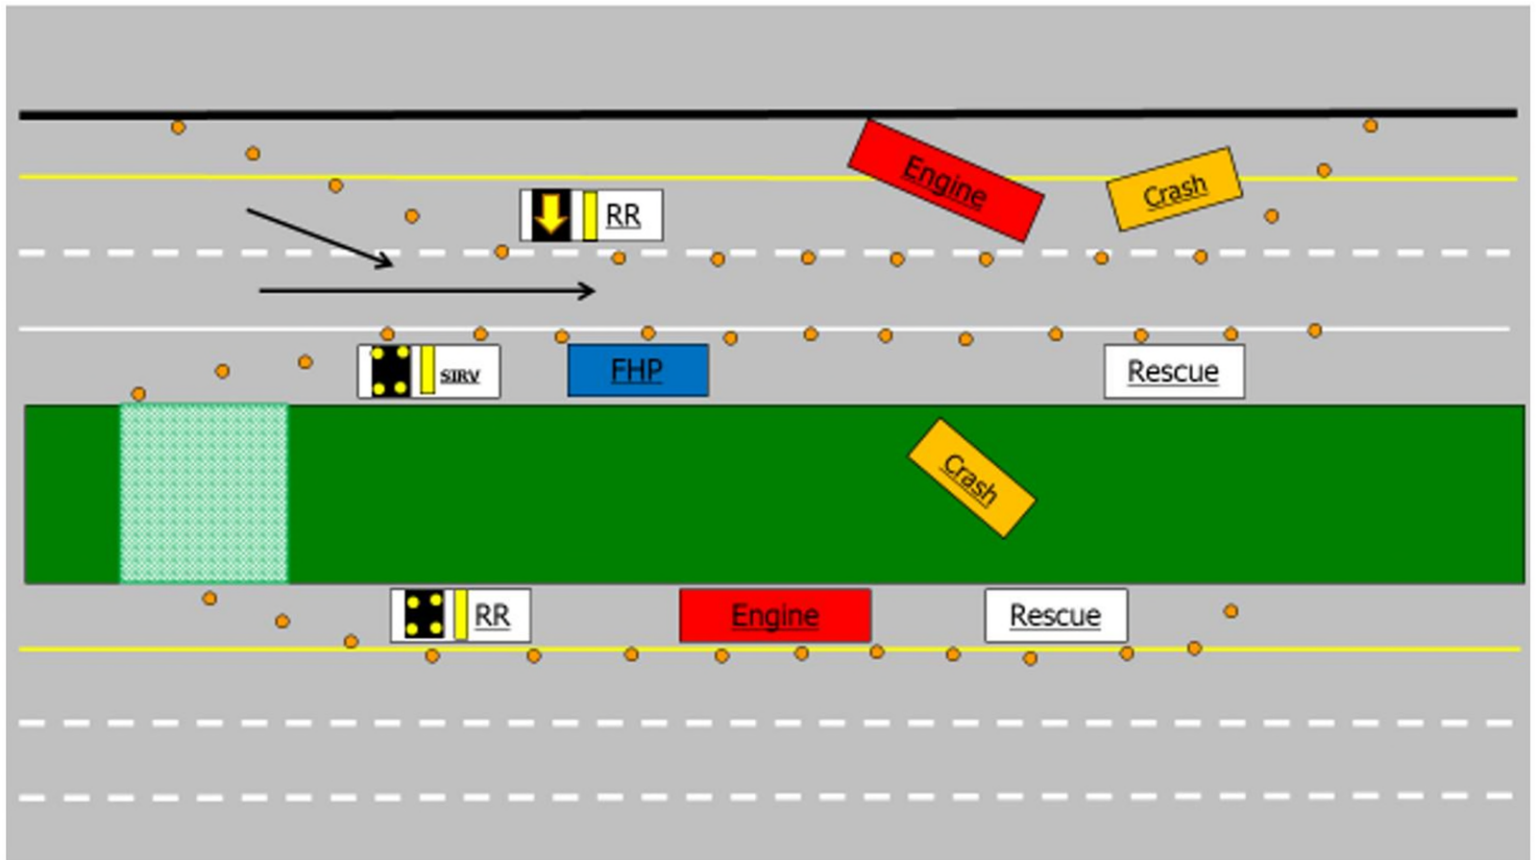 Engine
Crash
RR
SIRV
FHP
Rescue
Crash
RR
Engine
Rescue